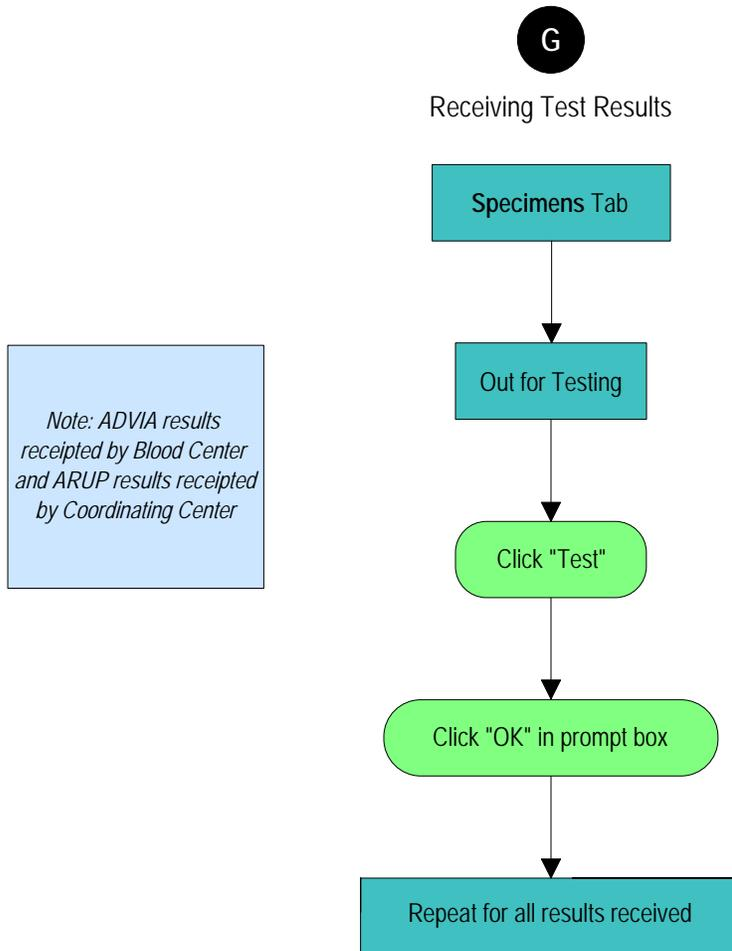 G
Receiving Test Results
Specimens Tab
Out for Testing
Note: ADVIA results
receipted by Blood Center
and ARUP results receipted
by Coordinating Center
Click "Test"
Click "OK" in prompt box
Repeat for all results received